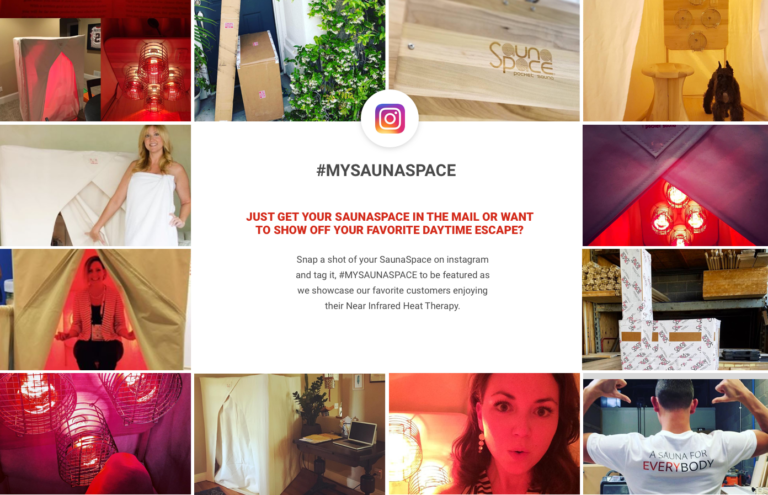 Sauna
Space
#MYSAUNASPACE
JUST GET YOUR SAUNASPACE IN THE MAIL OR WANT
TO SHOW OFF YOUR FAVORITE DAYTIME ESCAPE?
Snap a shot of your SaunaSpace on instagram
and tag it, #MYSAUNASPACE to be featured as
we showcase our favorite customers enjoying
their Near Infrared Heat Therapy.
A SAUNA FOR
EVERYBODY